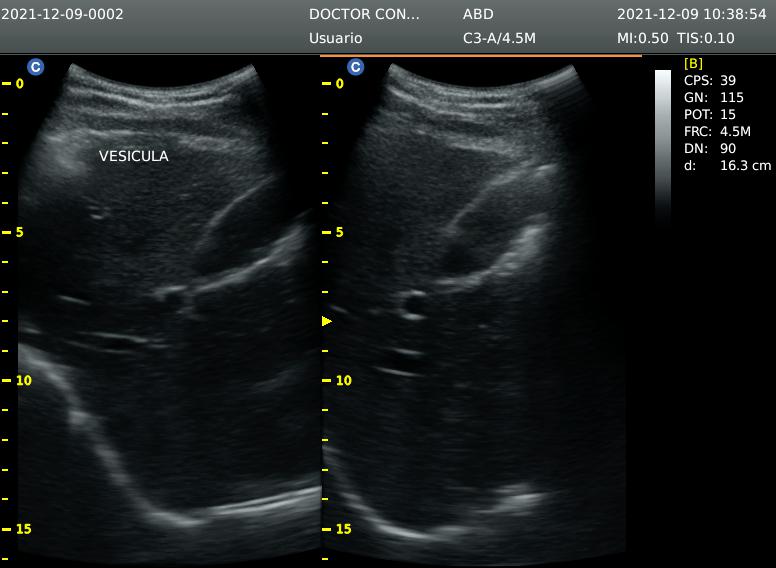 2021-12-09-0002 DOCTOR CON... ABD 2021-12-09 10:38:54
Usuario C3-A/4.5M MI:0.50 TIS:0.10
C C [B]
0 0 CPS: 39
GN: 115
POT: 15
FRC: 4.5M
DN: 90
d: 16.3 cm
VESICULA
5 5
10 10
15 15